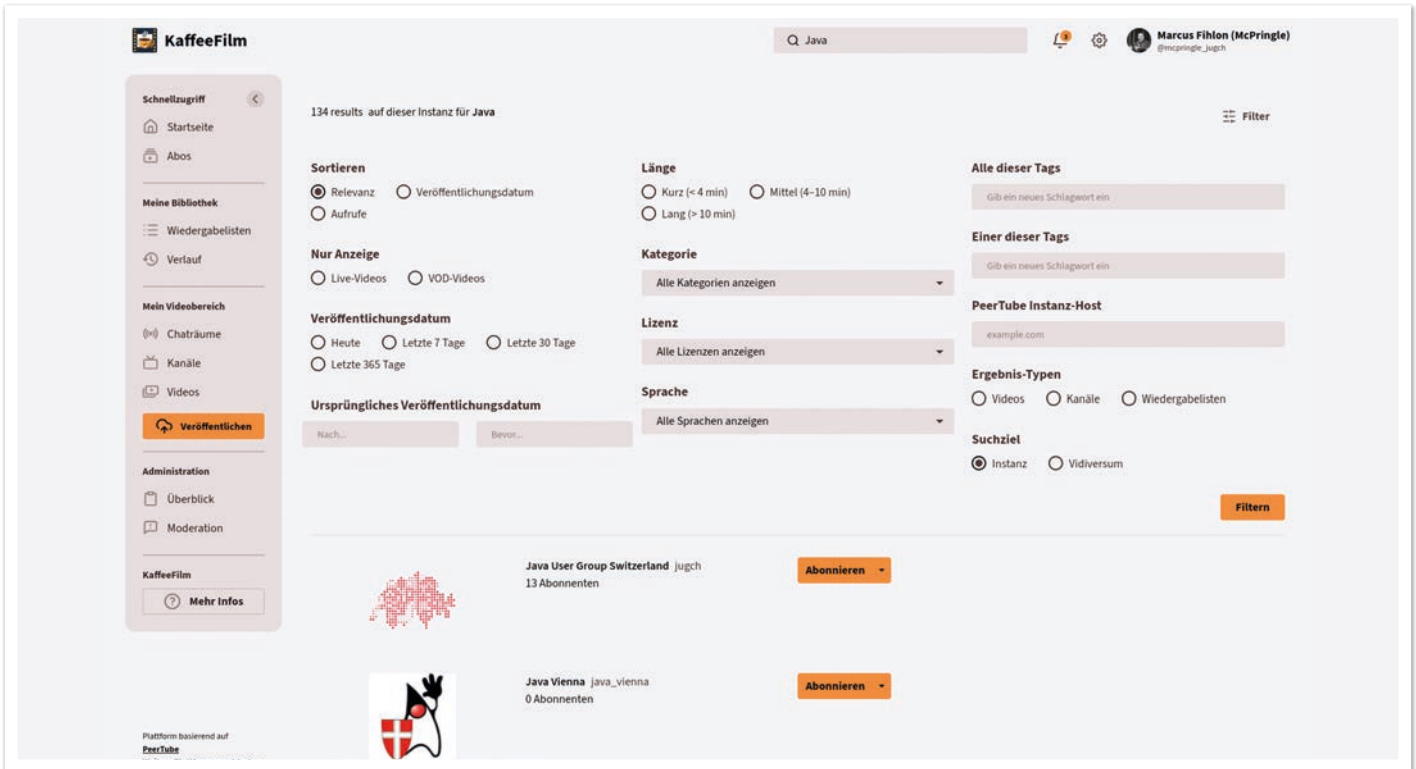 KaffeeFilm
Java
3
Marcus Fihlon (McPringle)
@mcpringle_jugch
Schnellzugriff
Startseite
Abos
Meine Bibliothek
Wiedergabelisten
Verlauf
Mein Videobereich
Chaträume
Kanäle
Videos
Veröffentlichen
Administration
Überblick
Moderation
KaffeeFilm
Mehr Infos
Plattform basierend auf
PeerTube
134 results auf dieser Instanz für Java
Filter
Sortieren
Relevanz Veröffentlichungsdatum
Aufrufe
Nur Anzeige
Live-Videos VOD-Videos
Veröffentlichungsdatum
Heute Letzte 7 Tage Letzte 30 Tage
Letzte 365 Tage
Ursprüngliches Veröffentlichungsdatum
Nach... Bevor...
Länge
Kurz (< 4 min) Mittel (4–10 min)
Lang (> 10 min)
Kategorie
Alle Kategorien anzeigen
Lizenz
Alle Lizenzen anzeigen
Sprache
Alle Sprachen anzeigen
Alle dieser Tags
Gib ein neues Schlagwort ein
Einer dieser Tags
Gib ein neues Schlagwort ein
PeerTube Instanz-Host
example.com
Ergebnis-Typen
Videos Kanäle Wiedergabelisten
Suchziel
Instanz Vidiversum
Filtern
Java User Group Switzerland jugch
13 Abonnenten
Abonnieren
Java Vienna java_vienna
0 Abonnenten
Abonnieren